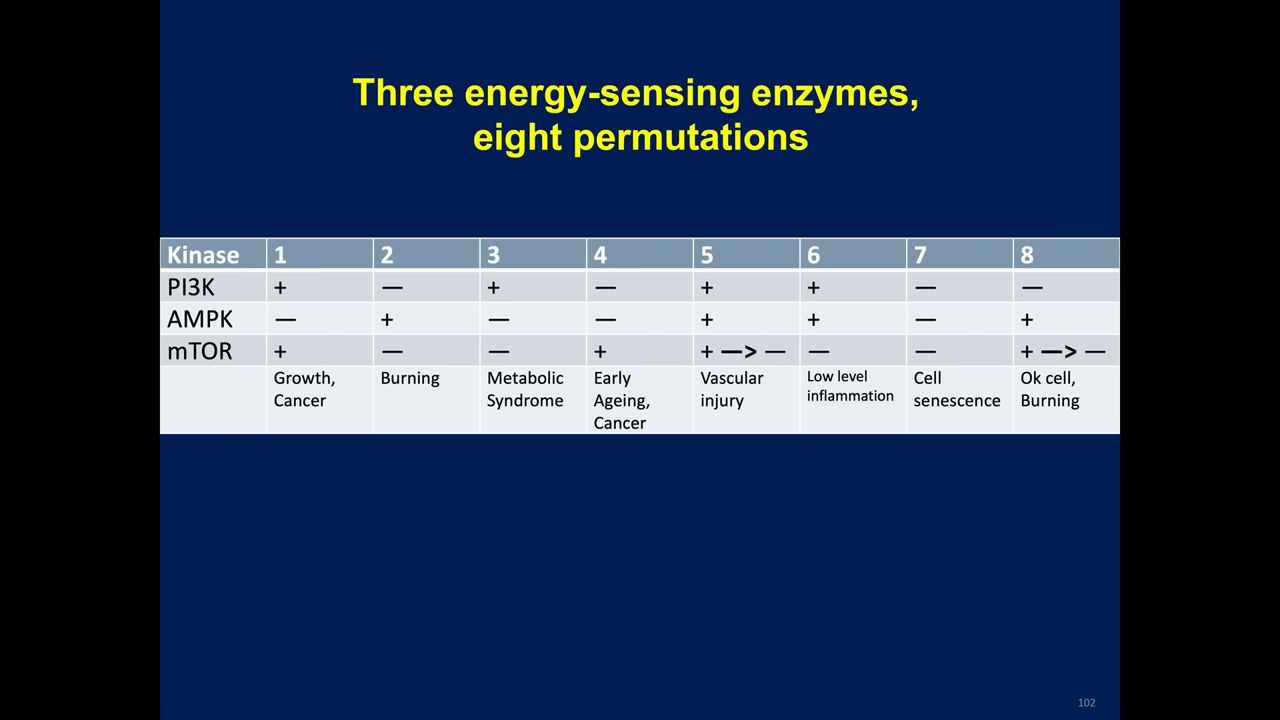 Three energy-sensing enzymes,
eight permutations
Kinase 1 2 3 4 5 6 7 8
PI3K + — + — + + — —
AMPK — + — — + + — +
mTOR + — — + + —> — — — + —> —
Growth, Cancer Burning Metabolic Syndrome Early Ageing, Cancer Vascular injury Low level inflammation Cell senescence Ok cell, Burning
102